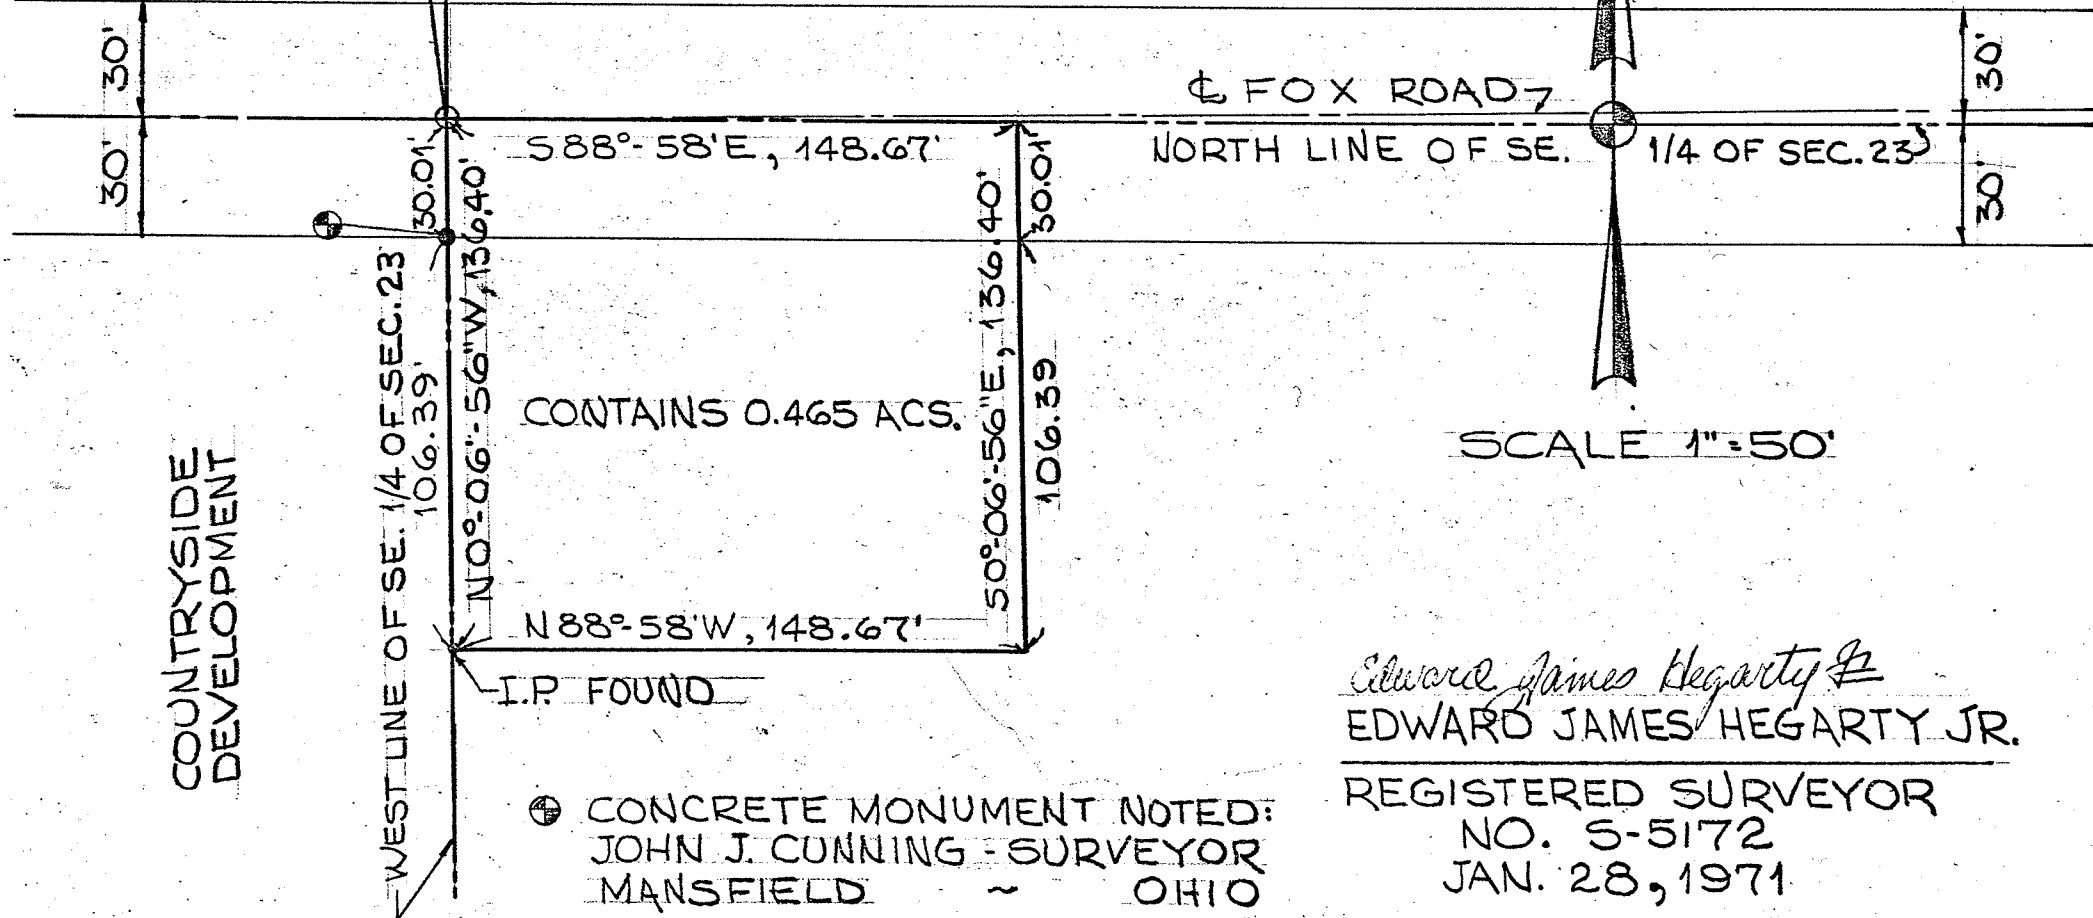 30'
30'
℄ FOX ROAD
30'
30'
S88°-58'E, 148.67'
NORTH LINE OF SE. 1/4 OF SEC. 23
30.01'
N0°-06'-56"W, 136.40'
30.01'
S0°-06'-56"E, 136.40'
WEST LINE OF SE. 1/4 OF SEC. 23
106.39'
106.39
CONTAINS 0.465 ACS.
SCALE 1"=50'
COUNTRYSIDE
DEVELOPMENT
N88°-58'W, 148.67'
I.P. FOUND
Edward James Hegarty Jr
EDWARD JAMES HEGARTY JR.
REGISTERED SURVEYOR
NO. S-5172
JAN. 28, 1971
CONCRETE MONUMENT NOTED:
JOHN J. CUNNING - SURVEYOR
MANSFIELD ~ OHIO